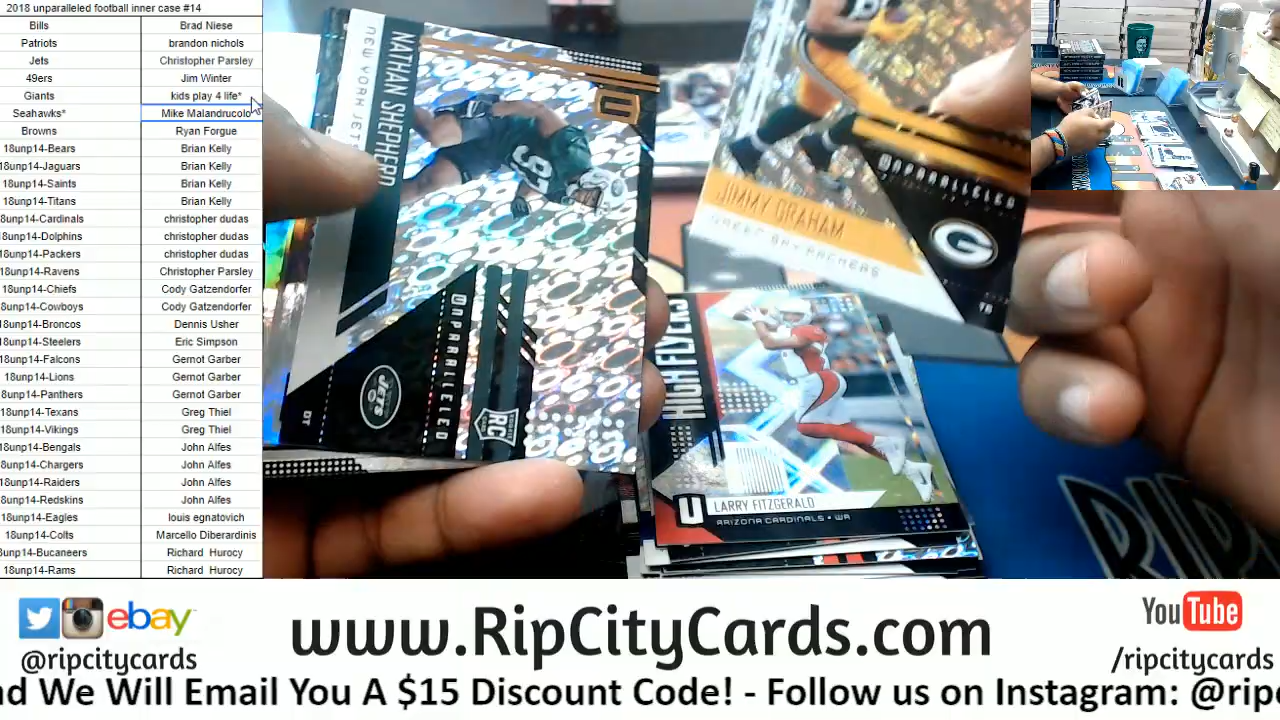 2018 unparalleled football inner case #14
Bills Brad Niese
Patriots brandon nichols
Jets Christopher Parsley
49ers Jim Winter
Giants kids play 4 life*
Seahawks* Mike Malandrucolo
Browns Ryan Forgue
18unp14-Bears Brian Kelly
18unp14-Jaguars Brian Kelly
18unp14-Saints Brian Kelly
18unp14-Titans Brian Kelly
8unp14-Cardinals christopher dudas
8unp14-Dolphins christopher dudas
18unp14-Packers christopher dudas
18unp14-Ravens Christopher Parsley
18unp14-Chiefs Cody Gatzendorfer
8unp14-Cowboys Cody Gatzendorfer
18unp14-Broncos Dennis Usher
18unp14-Steelers Eric Simpson
18unp14-Falcons Gernot Garber
18unp14-Lions Gernot Garber
18unp14-Panthers Gernot Garber
18unp14-Texans Greg Thiel
18unp14-Vikings Greg Thiel
18unp14-Bengals John Alfes
8unp14-Chargers John Alfes
18unp14-Raiders John Alfes
8unp14-Redskins John Alfes
18unp14-Eagles louis egnatovich
18unp14-Colts Marcello Diberardinis
unp14-Bucaneers Richard Hurocy
18unp14-Rams Richard Hurocy
NATHAN SHEPHERD
NEW YORK JETS
UNPARALLELED
JETS
DT
RC
JIMMY GRAHAM
GREEN BAY PACKERS
UNPARALLELED
G
HIGH FLYERS
U
LARRY FITZGERALD
ARIZONA CARDINALS • WR
ebay
@ripcitycards
www.RipCityCards.com
YouTube
/ripcitycards
nd We Will Email You A $15 Discount Code! - Follow us on Instagram: @ripc